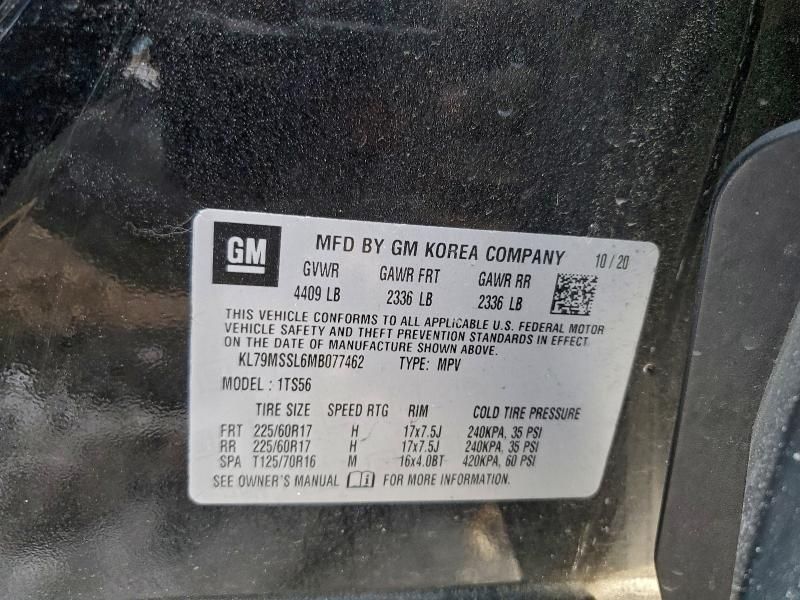 GM MFD BY GM KOREA COMPANY 10/20
GVWR GAWR FRT GAWR RR
4409 LB 2336 LB 2336 LB
THIS VEHICLE CONFORMS TO ALL APPLICABLE U.S. FEDERAL MOTOR
VEHICLE SAFETY AND THEFT PREVENTION STANDARDS IN EFFECT
ON THE DATE OF MANUFACTURE SHOWN ABOVE.
KL79MSSL6MB077462 TYPE: MPV
MODEL : 1TS56
TIRE SIZE SPEED RTG RIM COLD TIRE PRESSURE
FRT 225/60R17 H 17x7.5J 240KPA, 35 PSI
RR 225/60R17 H 17x7.5J 240KPA, 35 PSI
SPA T125/70R16 M 16x4.0BT 420KPA, 60 PSI
SEE OWNER'S MANUAL i FOR MORE INFORMATION.